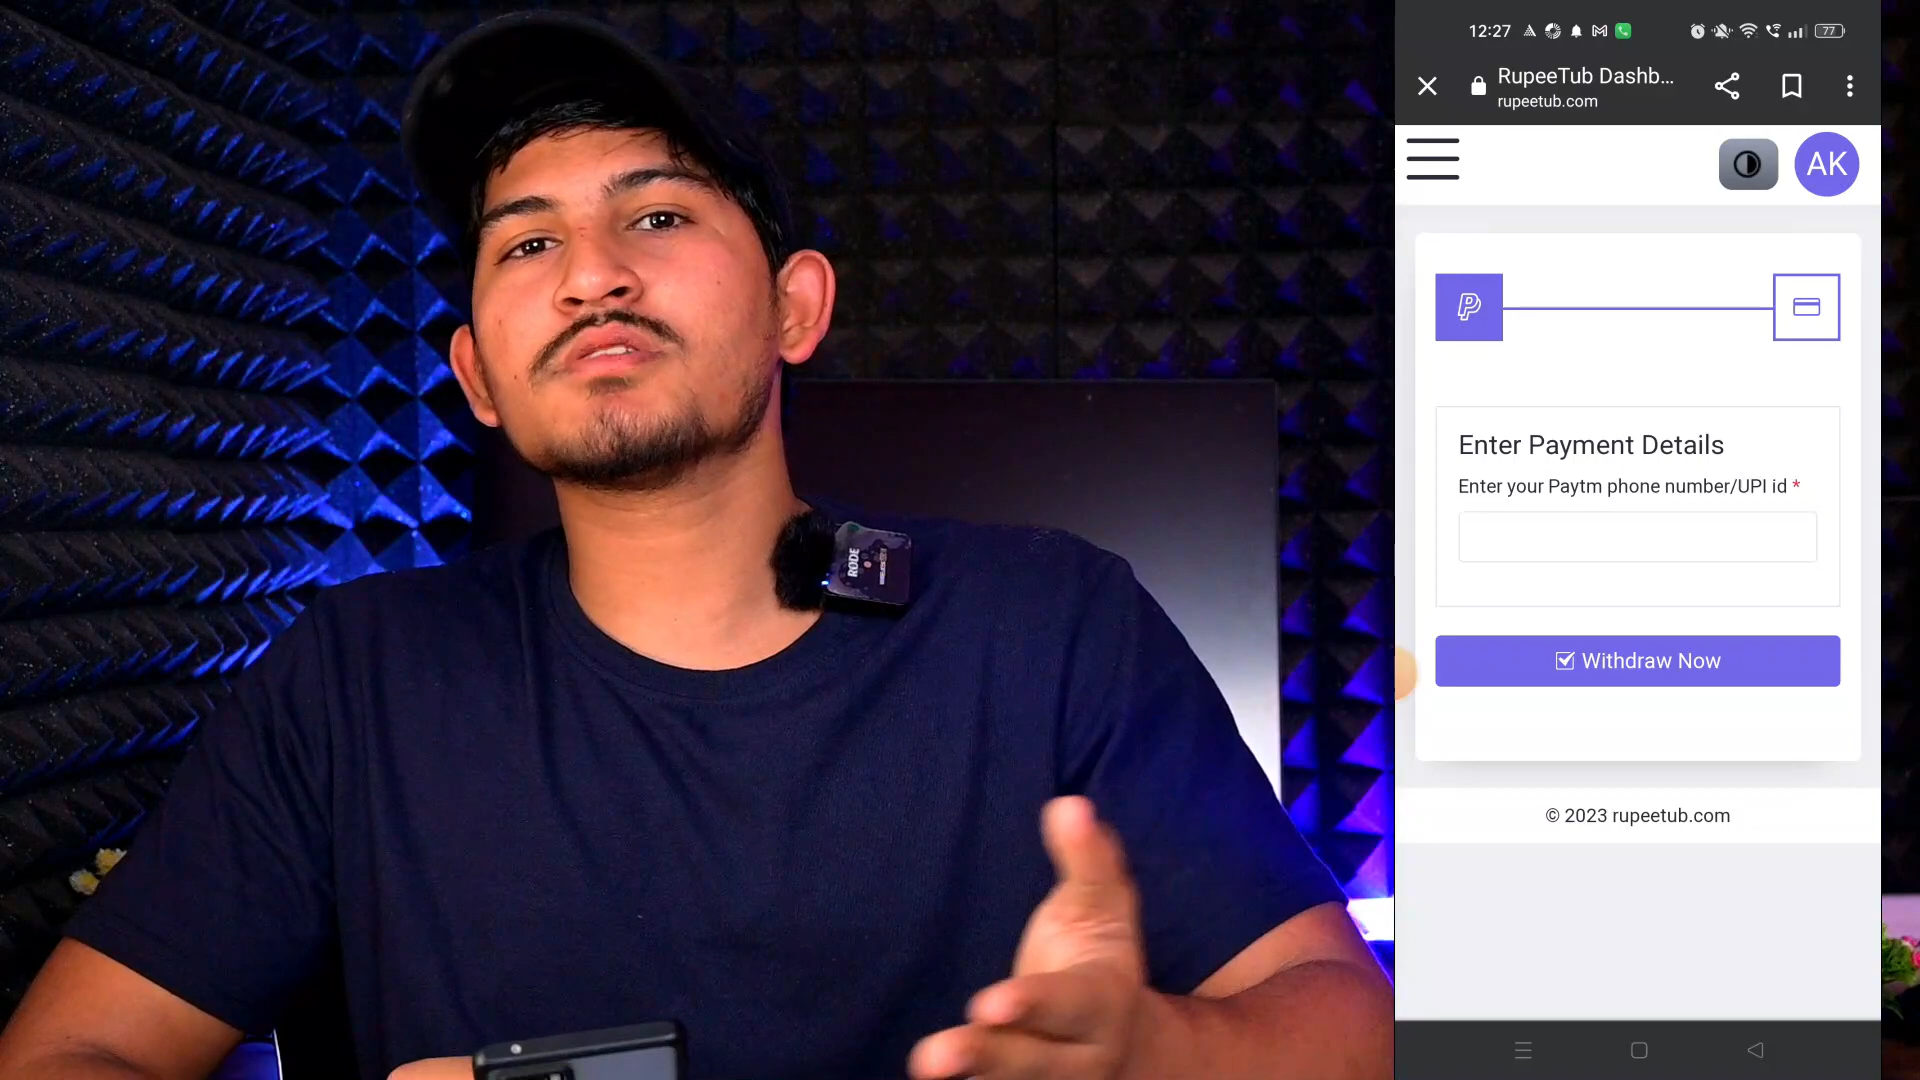 RODE
12:27
77
RupeeTub Dashb...
rupeetub.com
AK
Enter Payment Details
Enter your Paytm phone number/UPI id *
Withdraw Now
© 2023 rupeetub.com